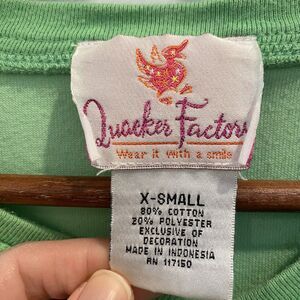 Quacker Factory
Wear it with a smile
X-SMALL
80% COTTON
20% POLYESTER
EXCLUSIVE OF
DECORATION
MADE IN INDONESIA
RN 117150